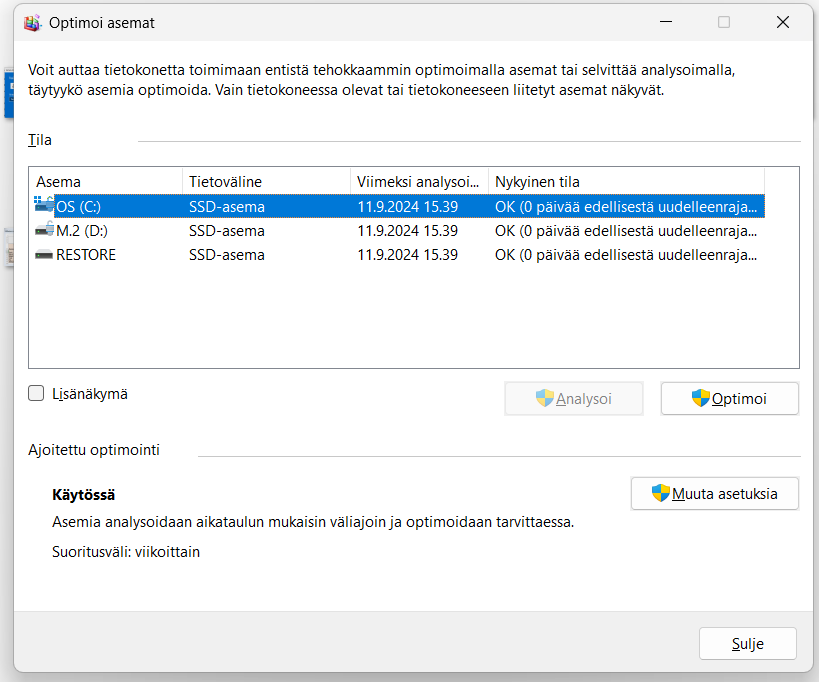 Optimoi asemat
Voit auttaa tietokonetta toimimaan entistä tehokkaammin optimoimalla asemat tai selvittää analysoimalla,
täytyykö asemia optimoida. Vain tietokoneessa olevat tai tietokoneeseen liitetyt asemat näkyvät.
Tila
Asema Tietoväline Viimeksi analysoi... Nykyinen tila
OS (C:) SSD-asema 11.9.2024 15.39 OK (0 päivää edellisestä uudelleenraja...
M.2 (D:) SSD-asema 11.9.2024 15.39 OK (0 päivää edellisestä uudelleenraja...
RESTORE SSD-asema 11.9.2024 15.39 OK (0 päivää edellisestä uudelleenraja...
Lisänäkymä Analysoi Optimoi
Ajoitettu optimointi
Käytössä Muuta asetuksia
Asemia analysoidaan aikataulun mukaisin väliajoin ja optimoidaan tarvittaessa.
Suoritusväli: viikoittain
Sulje